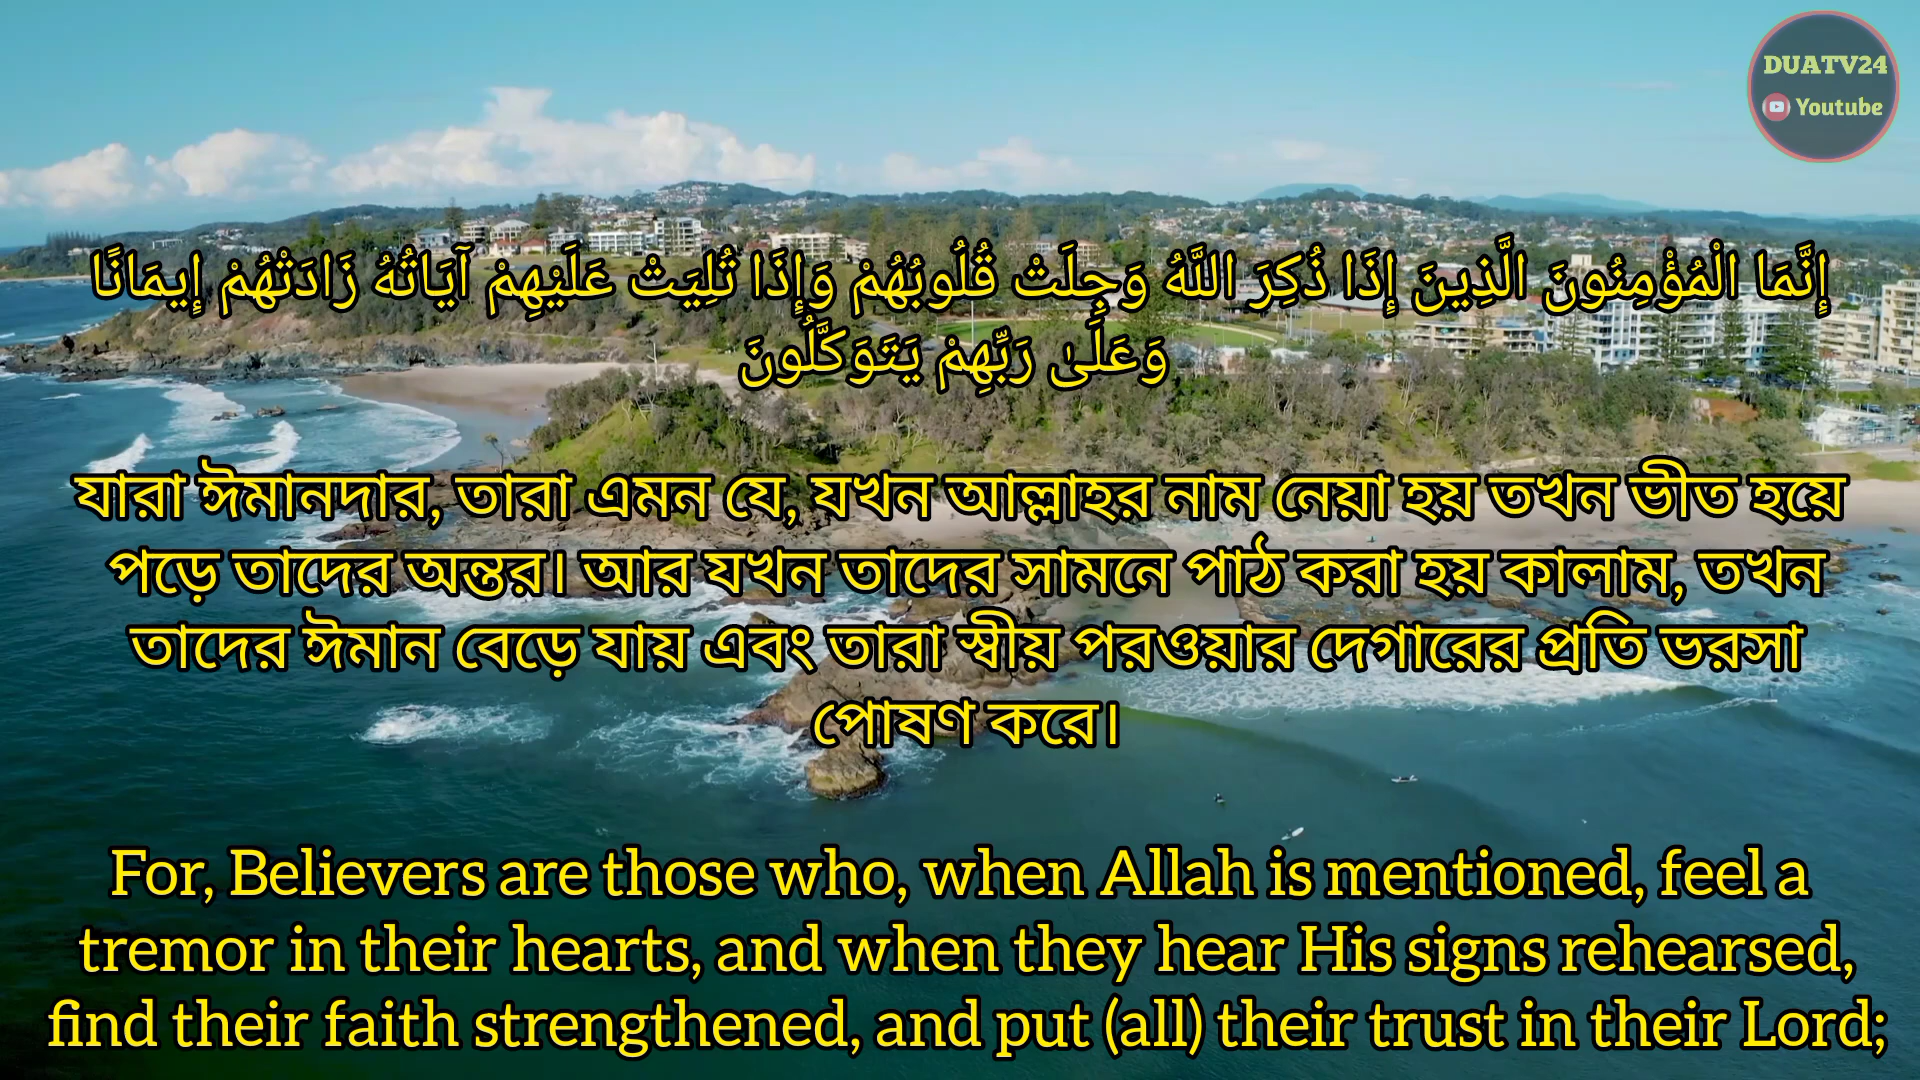 DUATV24
Youtube
إِنَّمَا الْمُؤْمِنُونَ الَّذِينَ إِذَا ذُكِرَ اللَّهُ وَجِلَتْ قُلُوبُهُمْ وَإِذَا تُلِيَتْ عَلَيْهِمْ آيَاتُهُ زَادَتْهُمْ إِيمَانًا
وَعَلَىٰ رَبِّهِمْ يَتَوَكَّلُونَ
যারা ঈমানদার, তারা এমন যে, যখন আল্লাহর নাম নেয়া হয় তখন ভীত হয়ে
পড়ে তাদের অন্তর। আর যখন তাদের সামনে পাঠ করা হয় কালাম, তখন
তাদের ঈমান বেড়ে যায় এবং তারা স্বীয় পরওয়ার দেগারের প্রতি ভরসা
পোষণ করে।
For, Believers are those who, when Allah is mentioned, feel a
tremor in their hearts, and when they hear His signs rehearsed,
find their faith strengthened, and put (all) their trust in their Lord;